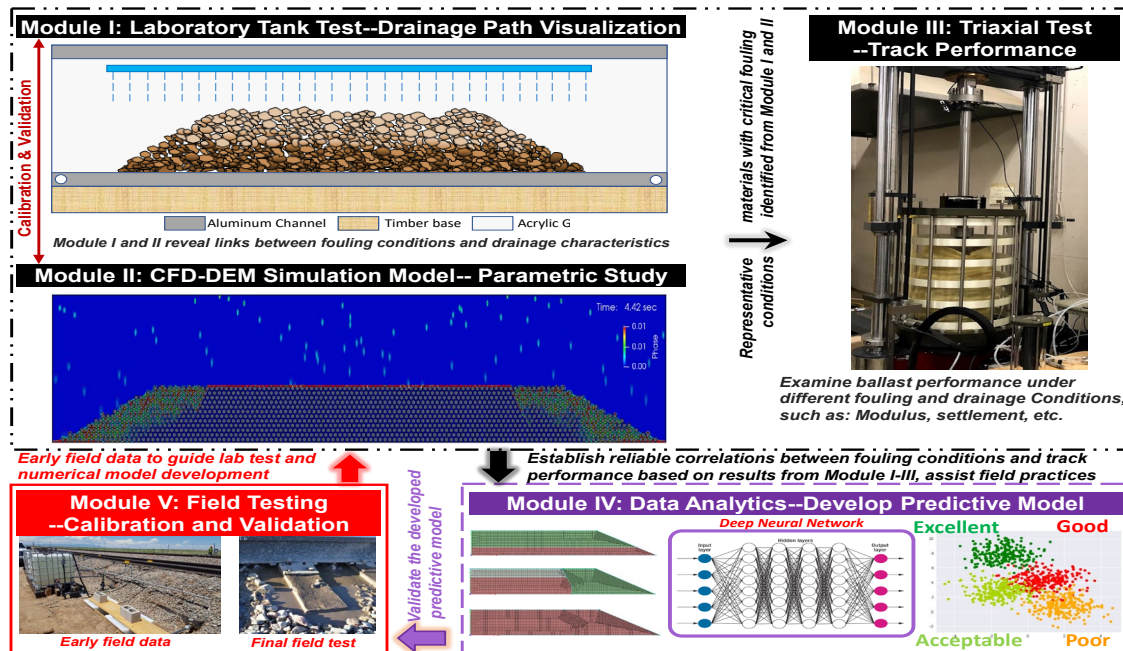 Module I: Laboratory Tank Test--Drainage Path Visualization
Calibration & Validation
Aluminum Channel
Timber base
Acrylic G
Module I and II reveal links between fouling conditions and drainage characteristics
Module II: CFD-DEM Simulation Model-- Parametric Study
Time: 4.42 sec
0.01
0.01
0.00
Phase
Representative materials with critical fouling
conditions identified from Module I and II
Module III: Triaxial Test
--Track Performance
Examine ballast performance under
different fouling and drainage Conditions,
such as: Modulus, settlement, etc.
Early field data to guide lab test and
numerical model development
Establish reliable correlations between fouling conditions and track
performance based on results from Module I-III, assist field practices
Module V: Field Testing
--Calibration and Validation
Early field data
Final field test
Validate the developed
predictive model
Module IV: Data Analytics--Develop Predictive Model
Deep Neural Network
Input
layer
Hidden layers
Output
layer
Excellent
Good
Acceptable
Poor